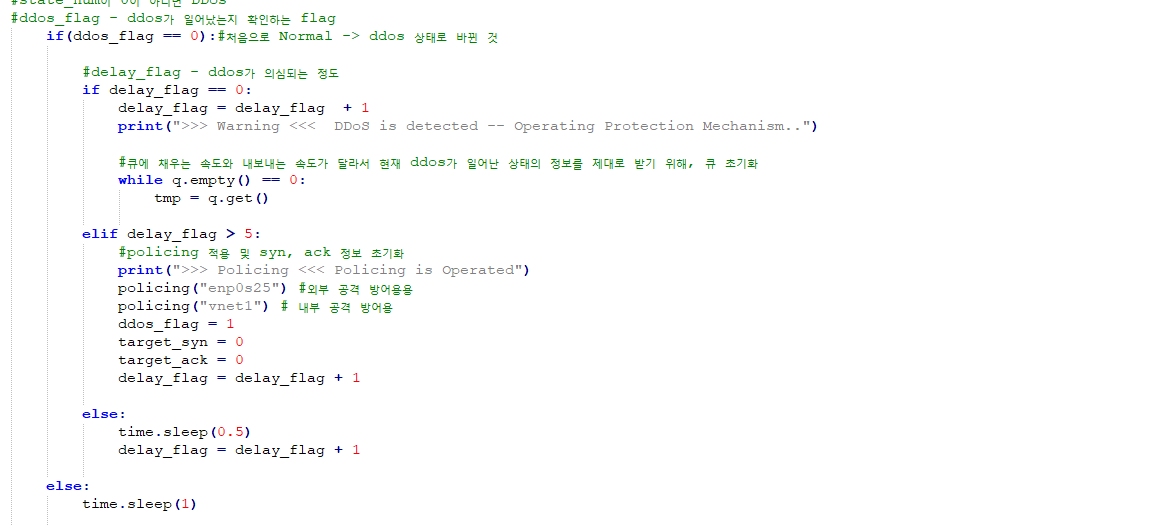 #state_num이 0이 아니면 DDoS
#ddos_flag - ddos가 일어났는지 확인하는 flag
if(ddos_flag == 0):#처음으로 Normal -> ddos 상태로 바뀐 것
#delay_flag - ddos가 의심되는 정도
if delay_flag == 0:
delay_flag = delay_flag  + 1
print(">>> Warning <<<  DDoS is detected -- Operating Protection Mechanism..")
#큐에 채우는 속도와 내보내는 속도가 달라서 현재 ddos가 일어난 상태의 정보를 제대로 받기 위해, 큐 초기화
while q.empty() == 0:
tmp = q.get()
elif delay_flag > 5:
#policing 적용 및 syn, ack 정보 초기화
print(">>> Policing <<< Policing is Operated")
policing("enp0s25") #외부 공격 방어용용
policing("vnet1") # 내부 공격 방어용
ddos_flag = 1
target_syn = 0
target_ack = 0
delay_flag = delay_flag + 1
else:
time.sleep(0.5)
delay_flag = delay_flag + 1
else:
time.sleep(1)